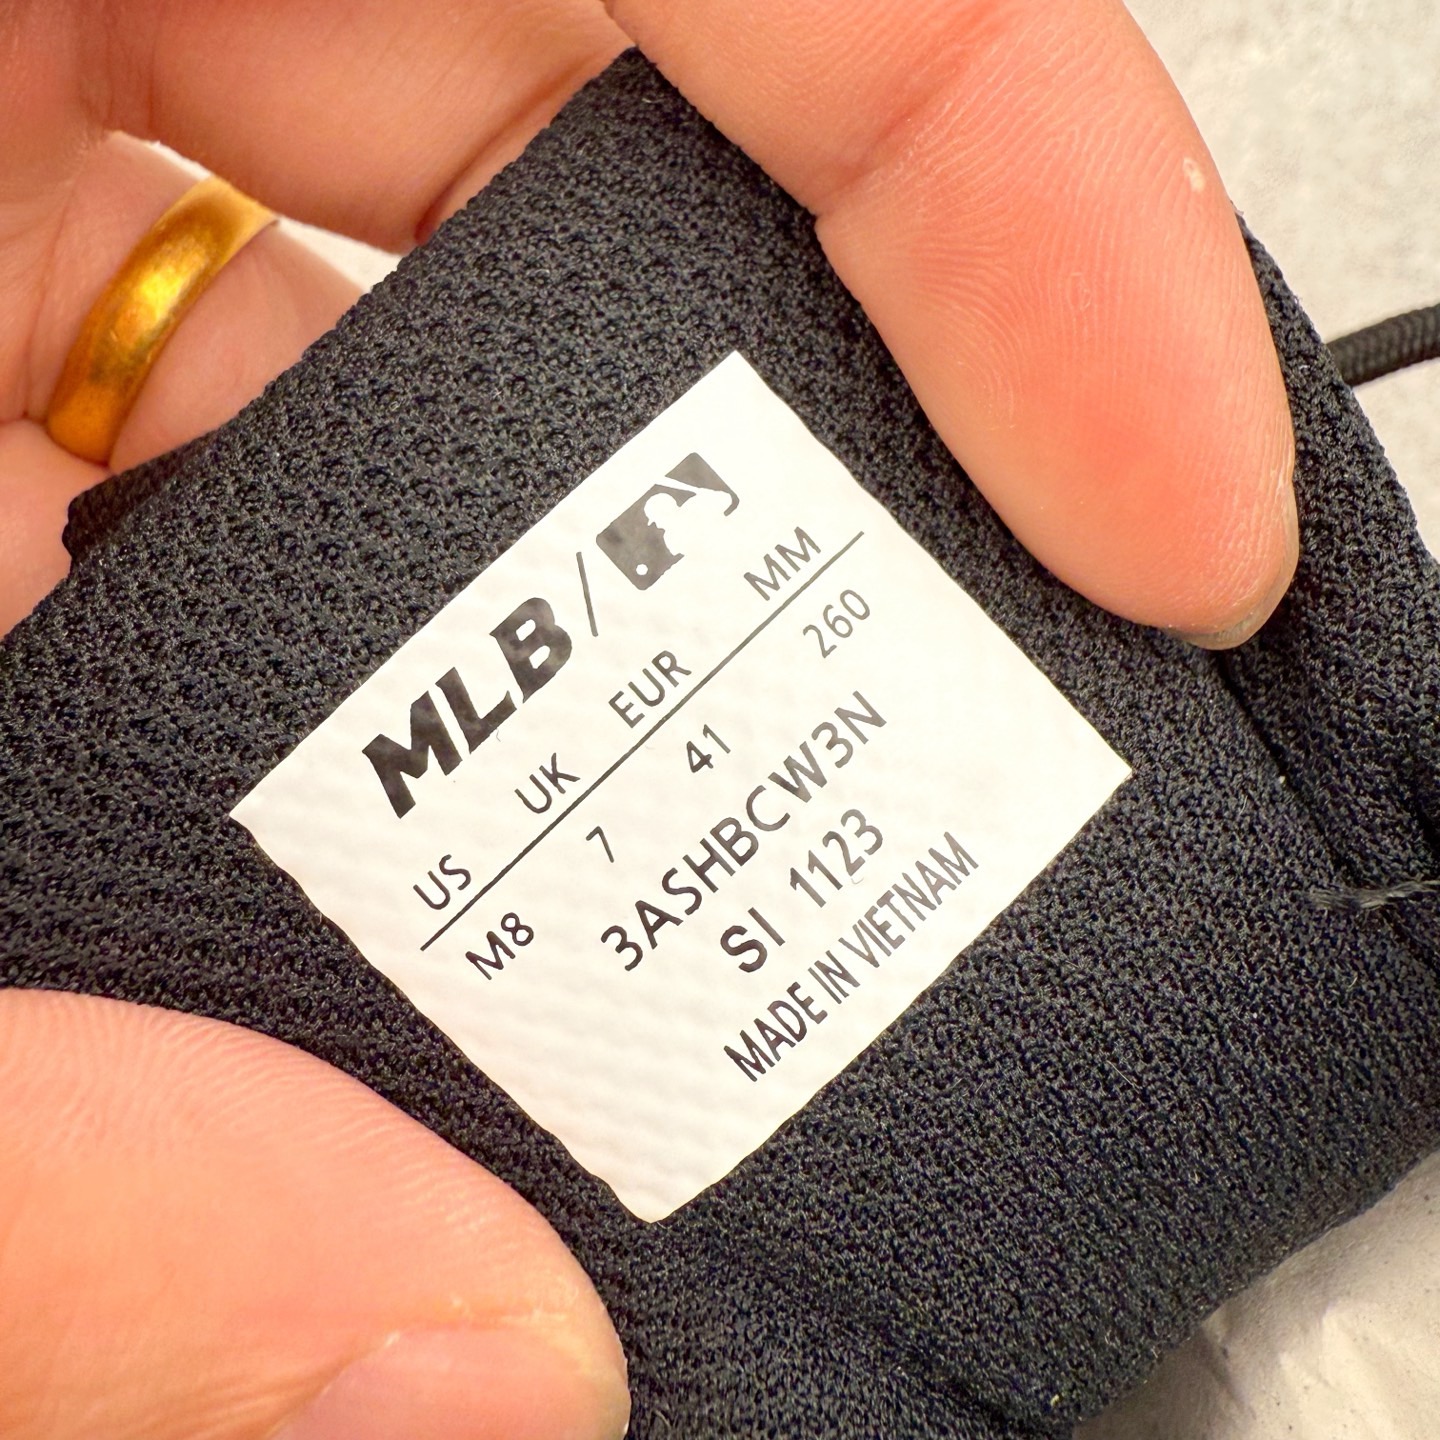 MLB/
US UK EUR MM
M8 7 41 260
3ASHBCW3N
SI 1123
MADE IN VIETNAM